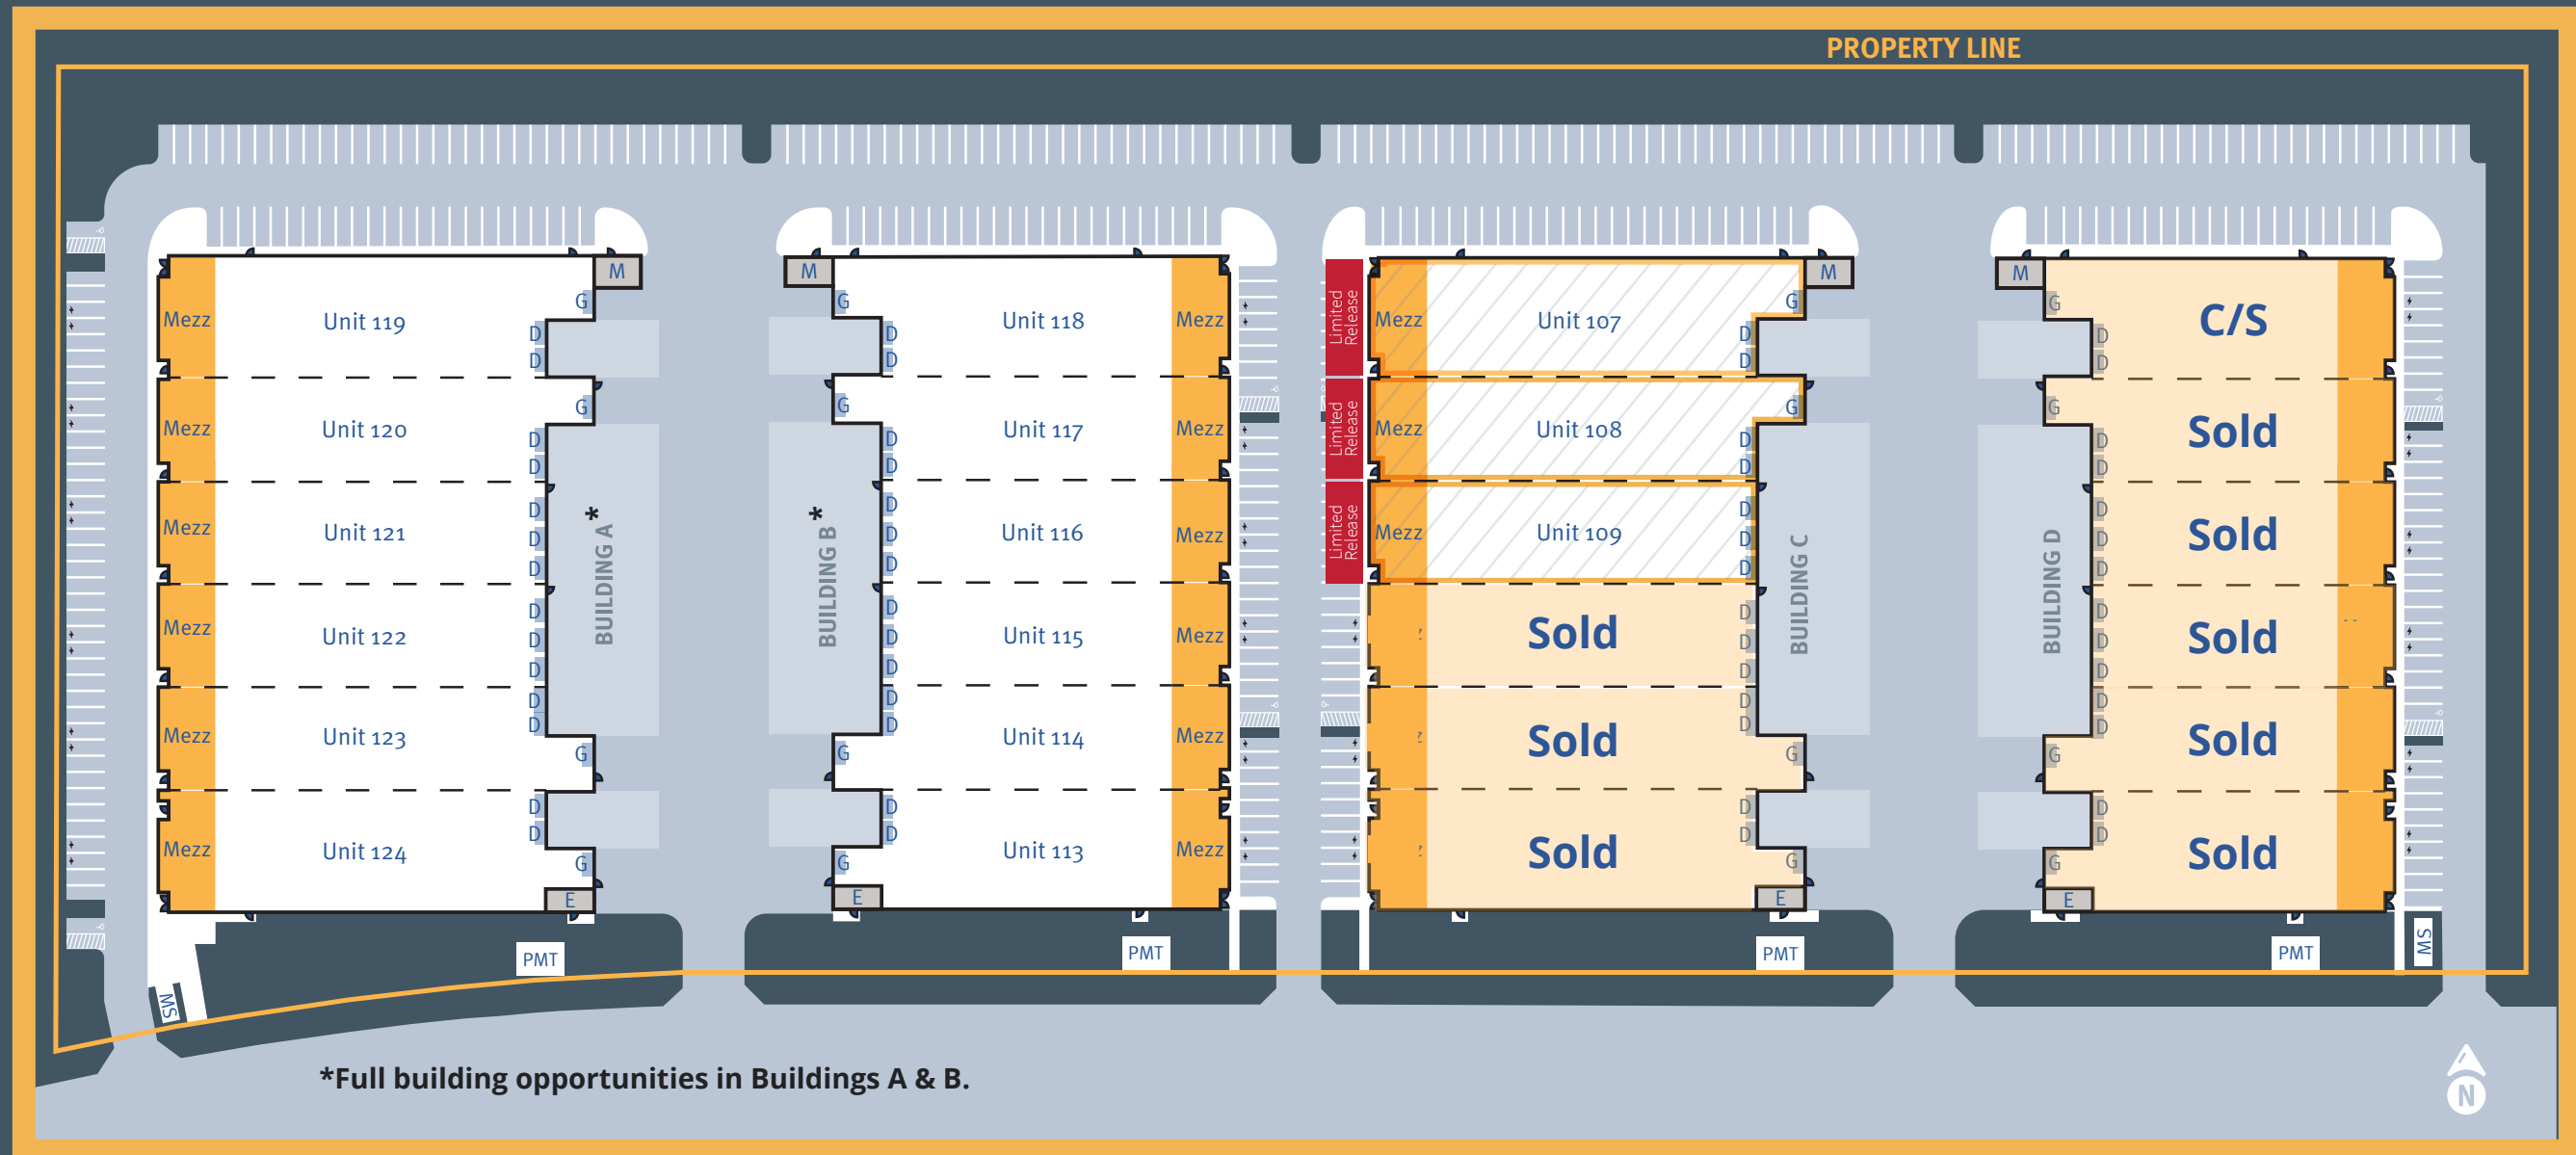 PROPERTY LINE
M
Mezz
Unit 119
G
D
D
Mezz
Unit 120
G
D
D
Mezz
Unit 121
D
D
D
Mezz
Unit 122
D
D
D
Mezz
Unit 123
D
D
G
Mezz
Unit 124
D
D
G
E
*
BUILDING A
PMT
MS
M
G
D
D
Unit 118
Mezz
G
D
D
Unit 117
Mezz
D
D
D
Unit 116
Mezz
D
D
D
Unit 115
Mezz
D
D
G
Unit 114
Mezz
D
D
G
Unit 113
Mezz
E
*
BUILDING B
PMT
Limited
Release
Mezz
Unit 107
M
G
D
D
Limited
Release
Mezz
Unit 108
G
D
D
Limited
Release
Mezz
Unit 109
D
D
D
Sold
D
D
D
Sold
D
D
G
Sold
D
D
G
E
BUILDING C
PMT
M
G
D
D
C/S
G
D
D
Sold
D
D
D
Sold
D
D
D
Sold
D
D
G
Sold
D
D
G
Sold
E
BUILDING D
PMT
MS
*Full building opportunities in Buildings A & B.
N